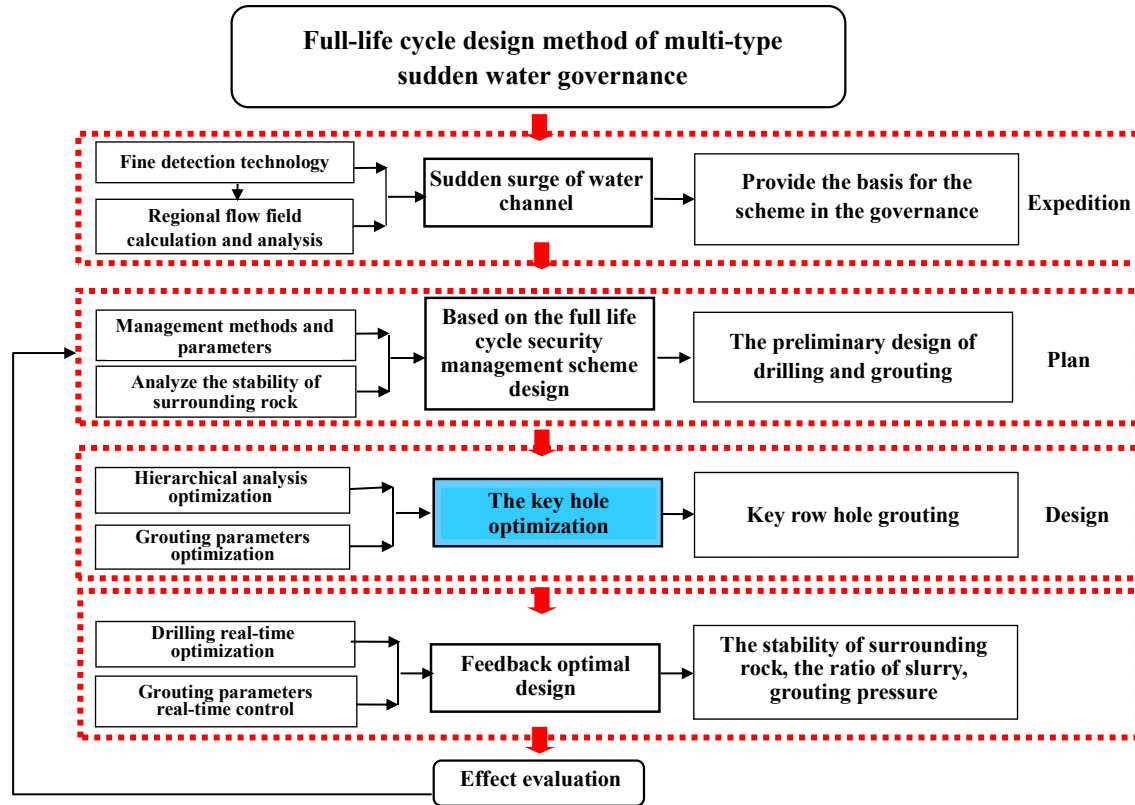 Full-life cycle design method of multi-type
sudden water governance
Fine detection technology
Regional flow field
calculation and analysis
Sudden surge of water
channel
Provide the basis for the
scheme in the governance
Expedition
Management methods and
parameters
Analyze the stability of
surrounding rock
Based on the full life
cycle security
management scheme
design
The preliminary design of
drilling and grouting
Plan
Hierarchical analysis
optimization
Grouting parameters
optimization
The key hole
optimization
Key row hole grouting
Design
Drilling real-time
optimization
Grouting parameters
real-time control
Feedback optimal
design
The stability of surrounding
rock, the ratio of slurry,
grouting pressure
Effect evaluation